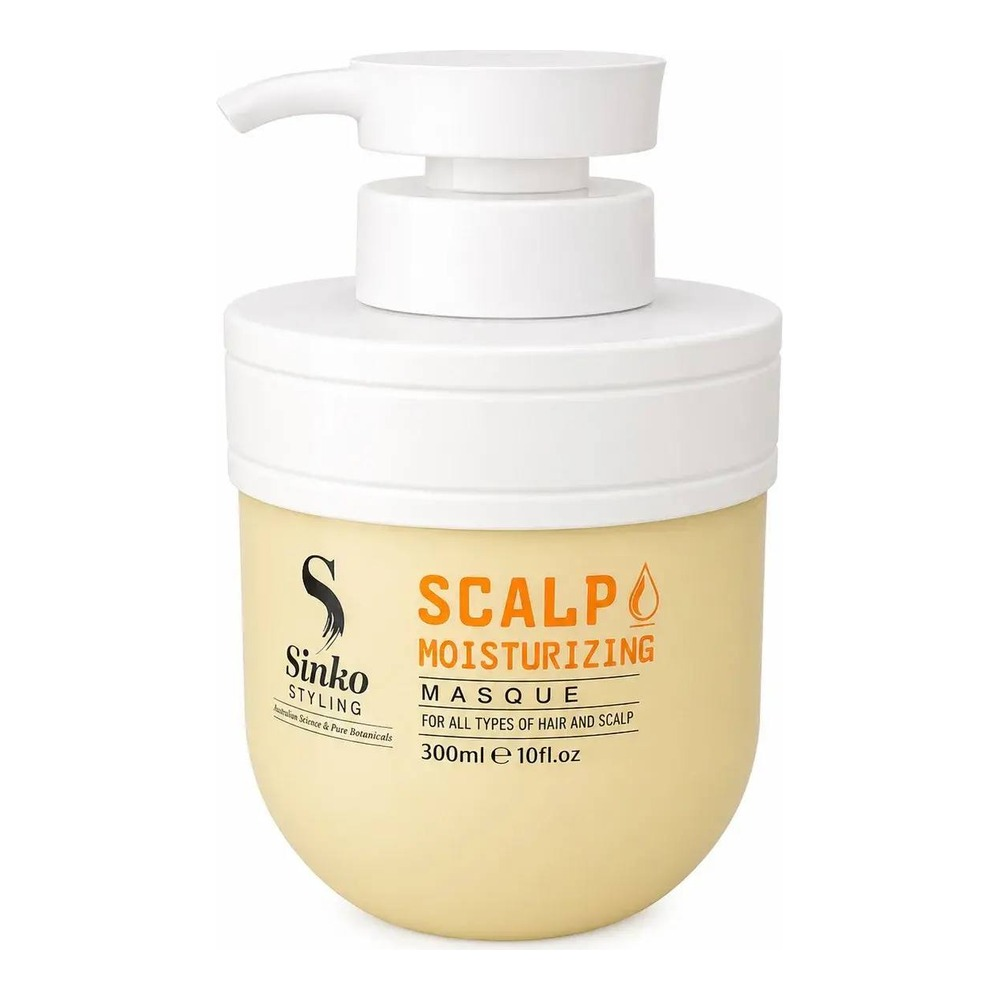 S
Sinko
STYLING
Australian Science & Pure Botanicals
SCALP
MOISTURIZING
MASQUE
FOR ALL TYPES OF HAIR AND SCALP
300ml ℮ 10fl.oz